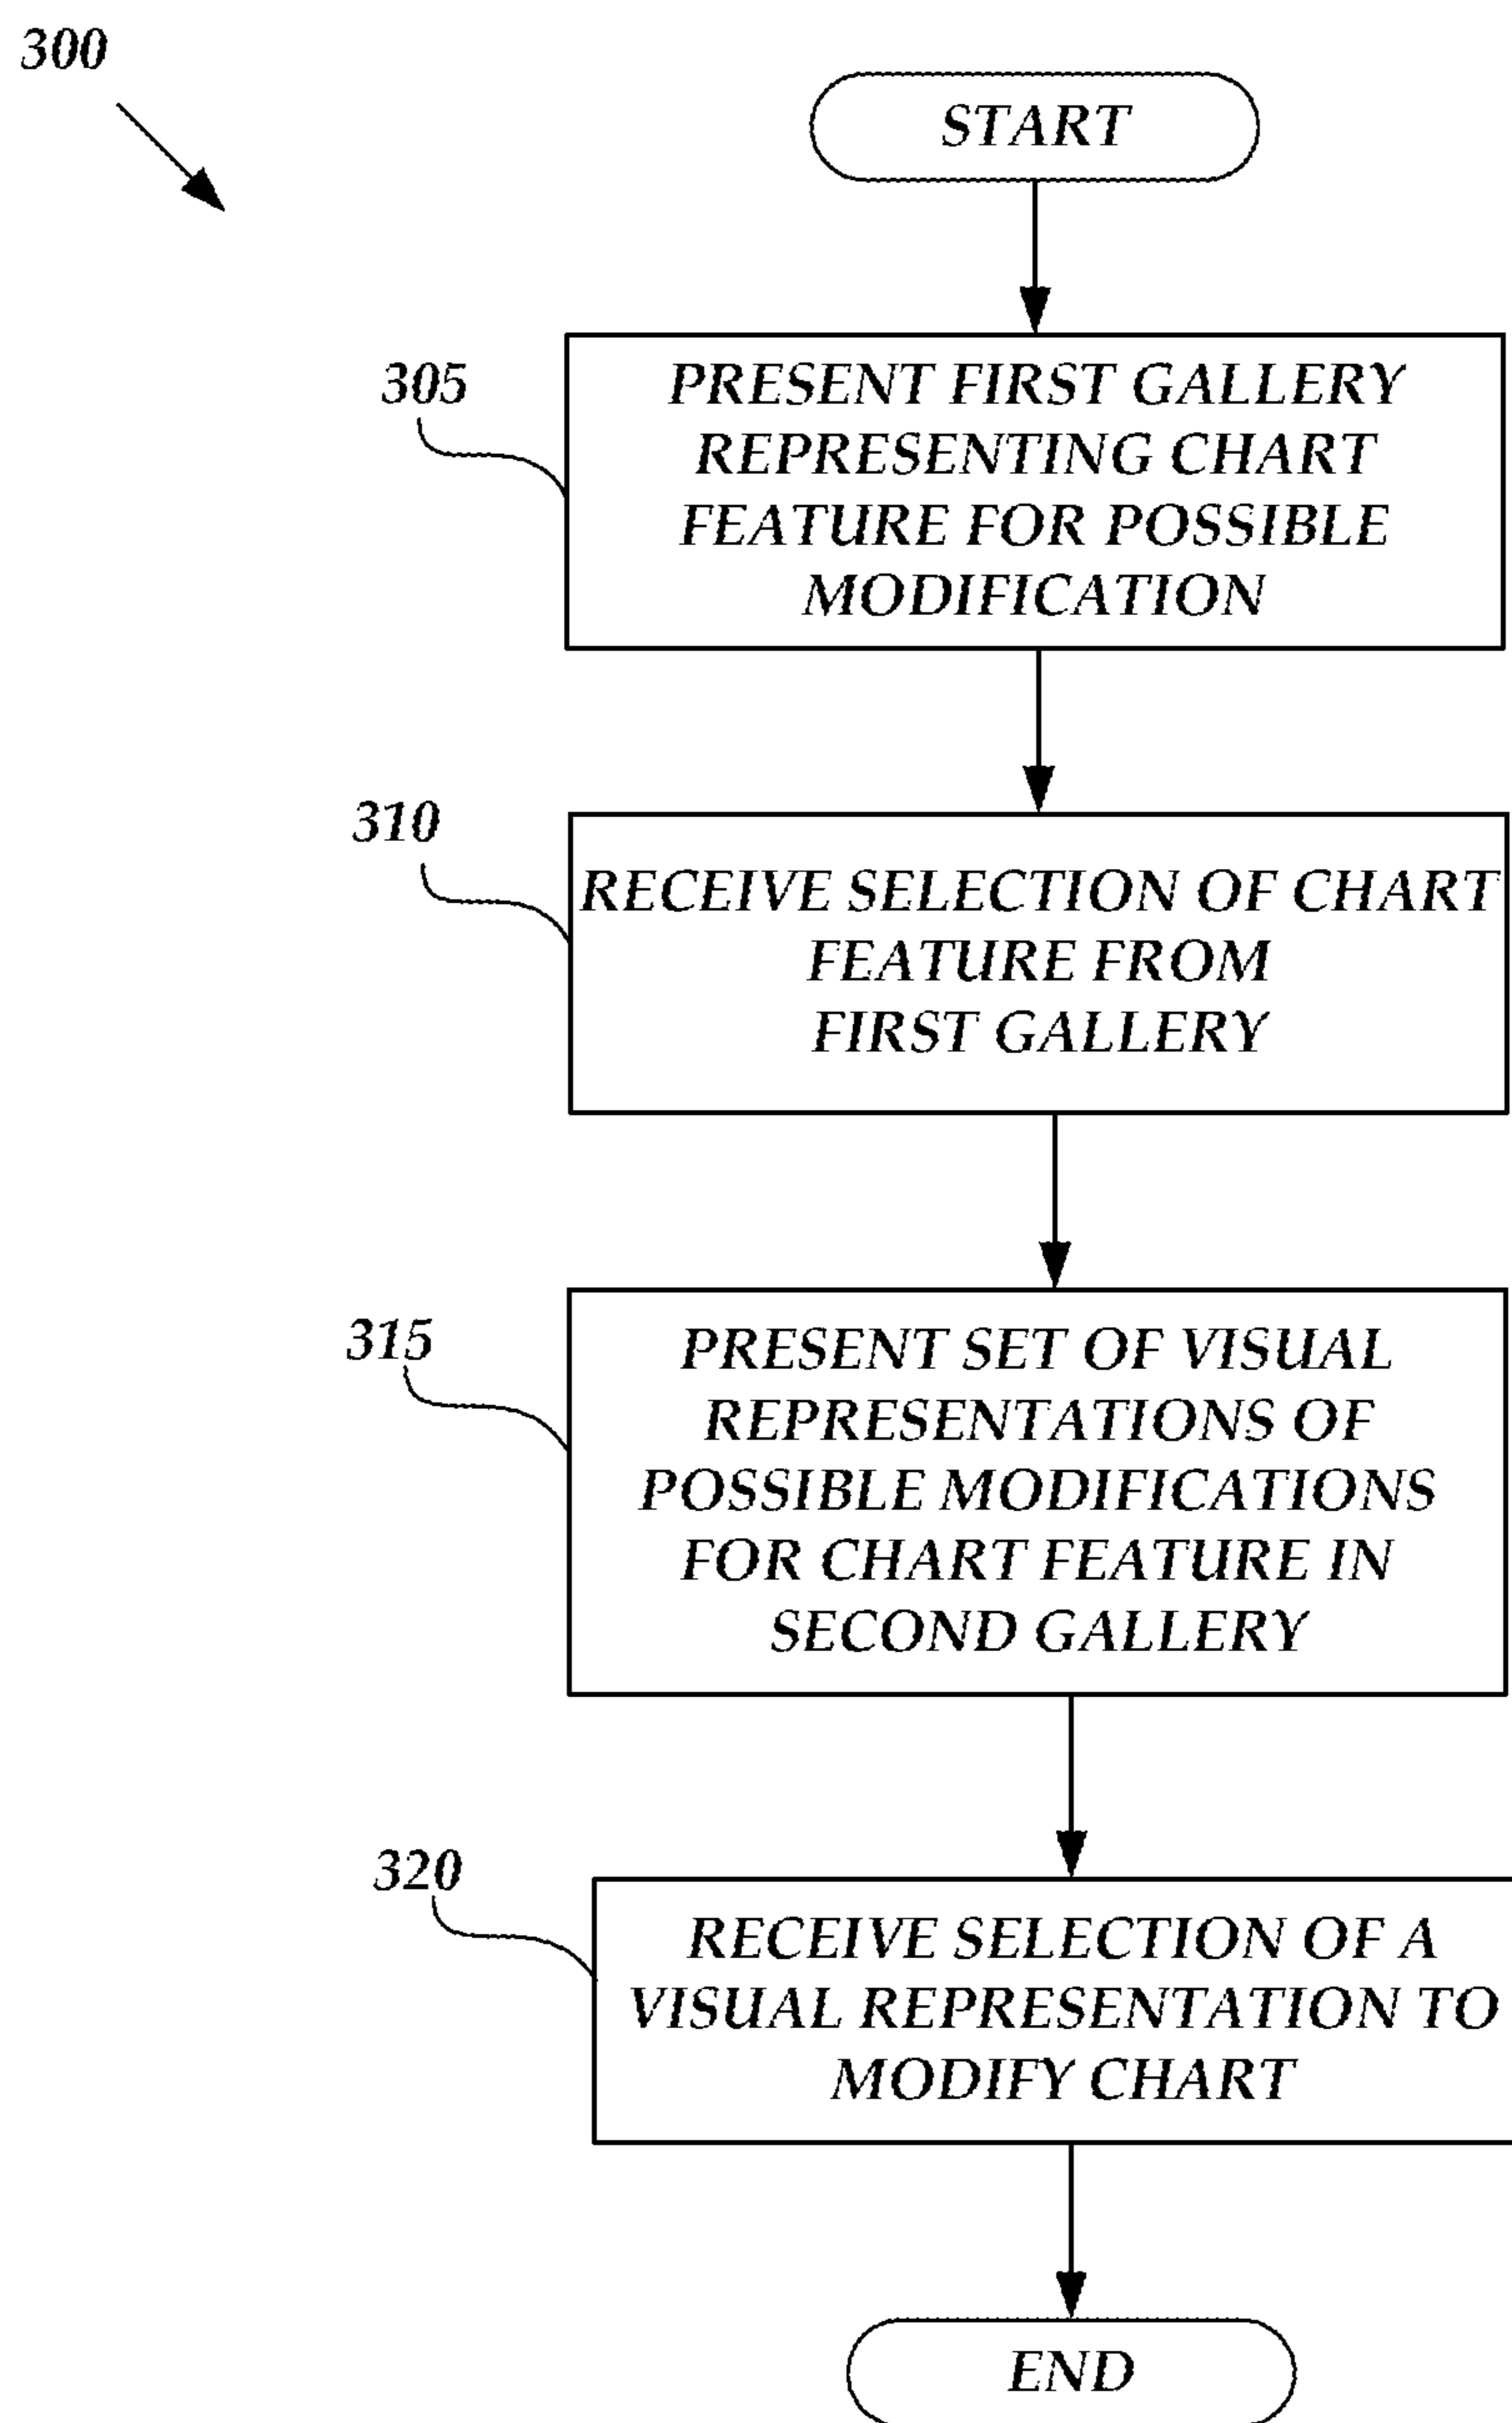 300
START
305
PRESENT FIRST GALLERY
REPRESENTING CHART
FEATURE FOR POSSIBLE
MODIFICATION
310
RECEIVE SELECTION OF CHART
FEATURE FROM
FIRST GALLERY
315
PRESENT SET OF VISUAL
REPRESENTATIONS OF
POSSIBLE MODIFICATIONS
FOR CHART FEATURE IN
SECOND GALLERY
320
RECEIVE SELECTION OF A
VISUAL REPRESENTATION TO
MODIFY CHART
END